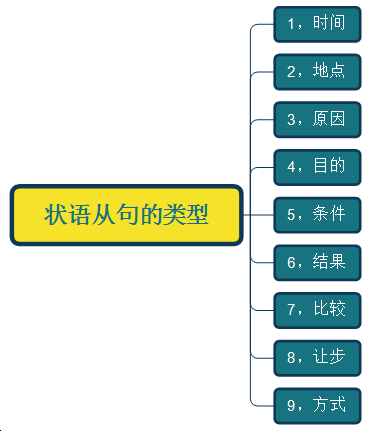 状语从句的类型
1，时间
2，地点
3，原因
4，目的
5，条件
6，结果
7，比较
8，让步
9，方式